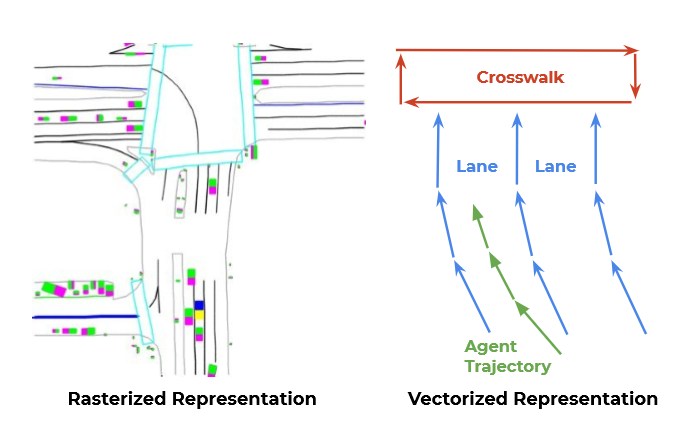 Crosswalk
Lane Lane
Agent
Trajectory
Rasterized Representation
Vectorized Representation